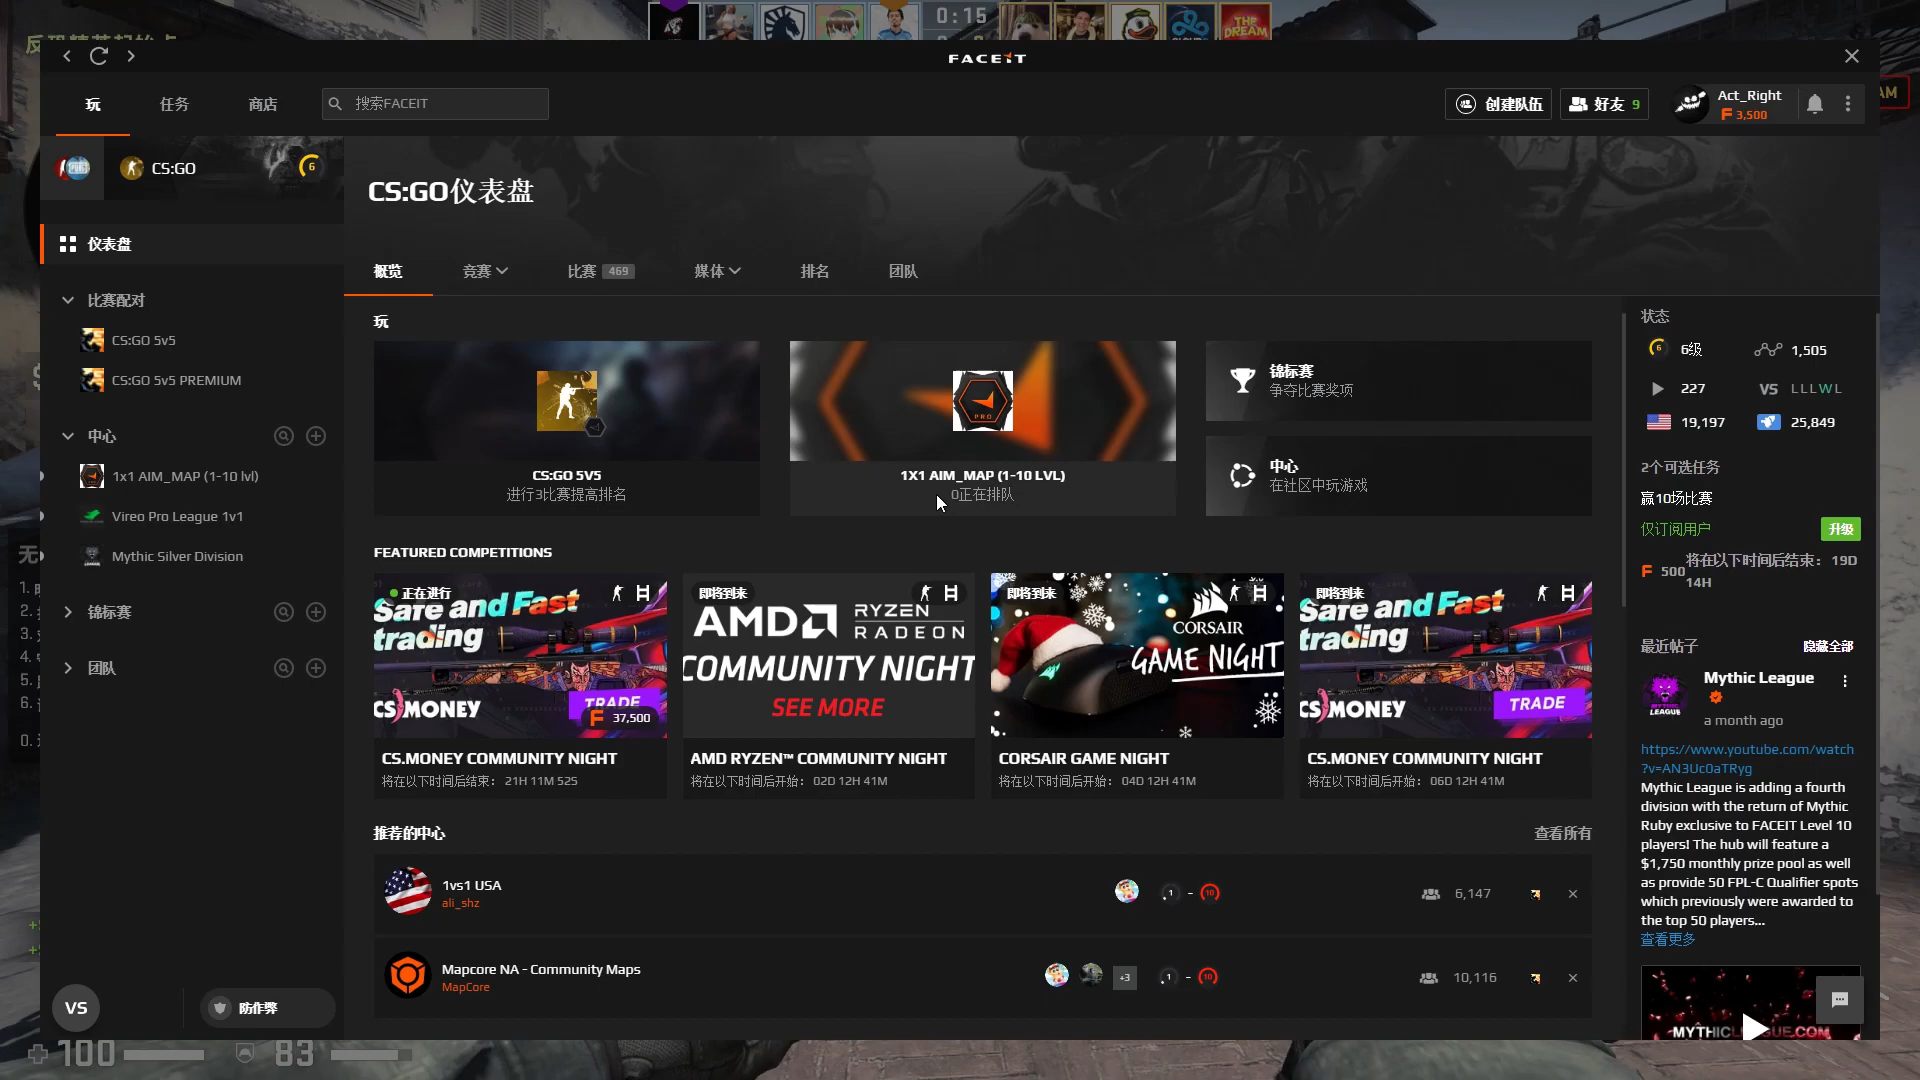 0:15
FACEIT
玩
任务
商店
搜索FACEIT
创建队伍
好友 9
Act_Right
3,500
CS:GO
6
CS:GO仪表盘
仪表盘
概览
竞赛
比赛 469
媒体
排名
团队
比赛配对
CS:GO 5v5
CS:GO 5v5 PREMIUM
中心
1x1 AIM_MAP (1-10 lvl)
Vireo Pro League 1v1
Mythic Silver Division
锦标赛
团队
VS
防作弊
玩
CS:GO 5V5
进行3比赛提高排名
PRO
1X1 AIM_MAP (1-10 LVL)
0正在排队
锦标赛
争夺比赛奖项
中心
在社区中玩游戏
FEATURED COMPETITIONS
正在进行
Safe and Fast
trading
CS MONEY
TRADE
37,500
CS.MONEY COMMUNITY NIGHT
将在以下时间后结束: 21H 11M 52S
即将到来
AMD RYZEN
RADEON
COMMUNITY NIGHT
SEE MORE
AMD RYZEN™ COMMUNITY NIGHT
将在以下时间后开始: 02D 12H 41M
即将到来
CORSAIR
GAME NIGHT
CORSAIR GAME NIGHT
将在以下时间后开始: 04D 12H 41M
即将到来
Safe and Fast
trading
CS MONEY
TRADE
CS.MONEY COMMUNITY NIGHT
将在以下时间后开始: 06D 12H 41M
推荐的中心
查看所有
1vs1 USA
ali_shz
1 - 10
6,147
Mapcore NA - Community Maps
MapCore
+3
1 - 10
10,116
状态
6 6级
1,505
227
VS LLLWL
19,197
25,849
2个可选任务
赢10场比赛
仅订阅用户
升级
500 将在以下时间后结束: 19D
14H
最近帖子
隐藏全部
Mythic League
a month ago
https://www.youtube.com/watch
?v=AN3Uc0aTRyg
Mythic League is adding a fourth
division with the return of Mythic
Ruby exclusive to FACEIT Level 10
players! The hub will feature a
$1,750 monthly prize pool as well
as provide 50 FPL-C Qualifier spots
which previously were awarded to
the top 50 players...
查看更多
100
83